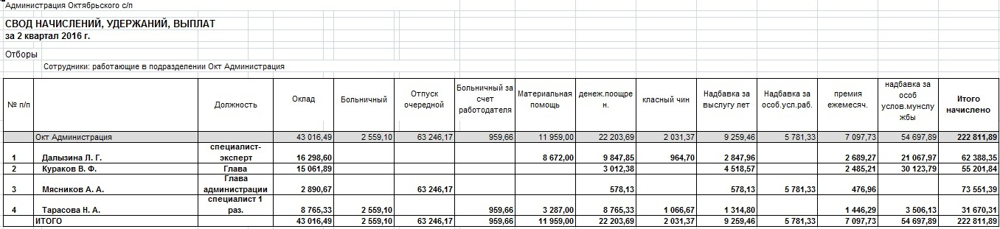 Администрация Октябрьского с/п
СВОД НАЧИСЛЕНИЙ, УДЕРЖАНИЙ, ВЫПЛАТ
за 2 квартал 2016 г.
Отборы
Сотрудники: работающие в подразделении Окт Администрация
№ п/п Должность Оклад Больничный Отпуск очередной Больничный за счет работодателя Материальная помощь денеж.поощрен. класный чин Надбавка за выслугу лет Надбавка за особ.усл.раб. премия ежемесяч. надбавка за особ услов.мунслужбы Итого начислено
Окт Администрация 43 016,49 2 559,10 63 246,17 959,66 11 959,00 22 203,69 2 031,37 9 259,46 5 781,33 7 097,73 54 697,89 222 811,89
1 Далызина Л. Г. специалист-эксперт 16 298,60 8 672,00 9 847,85 964,70 2 847,96 2 689,27 21 067,97 62 388,35
2 Кураков В. Ф. Глава 15 061,89 3 012,38 4 518,57 2 485,21 30 123,79 55 201,84
3 Мясников А. А. Глава администрации 2 890,67 63 246,17 578,13 578,13 5 781,33 476,96 73 551,39
4 Тарасова Н. А. специалист 1 раз. 8 765,33 2 559,10 959,66 3 287,00 8 765,33 1 066,67 1 314,80 1 446,29 3 506,13 31 670,31
ИТОГО 43 016,49 2 559,10 63 246,17 959,66 11 959,00 22 203,69 2 031,37 9 259,46 5 781,33 7 097,73 54 697,89 222 811,89